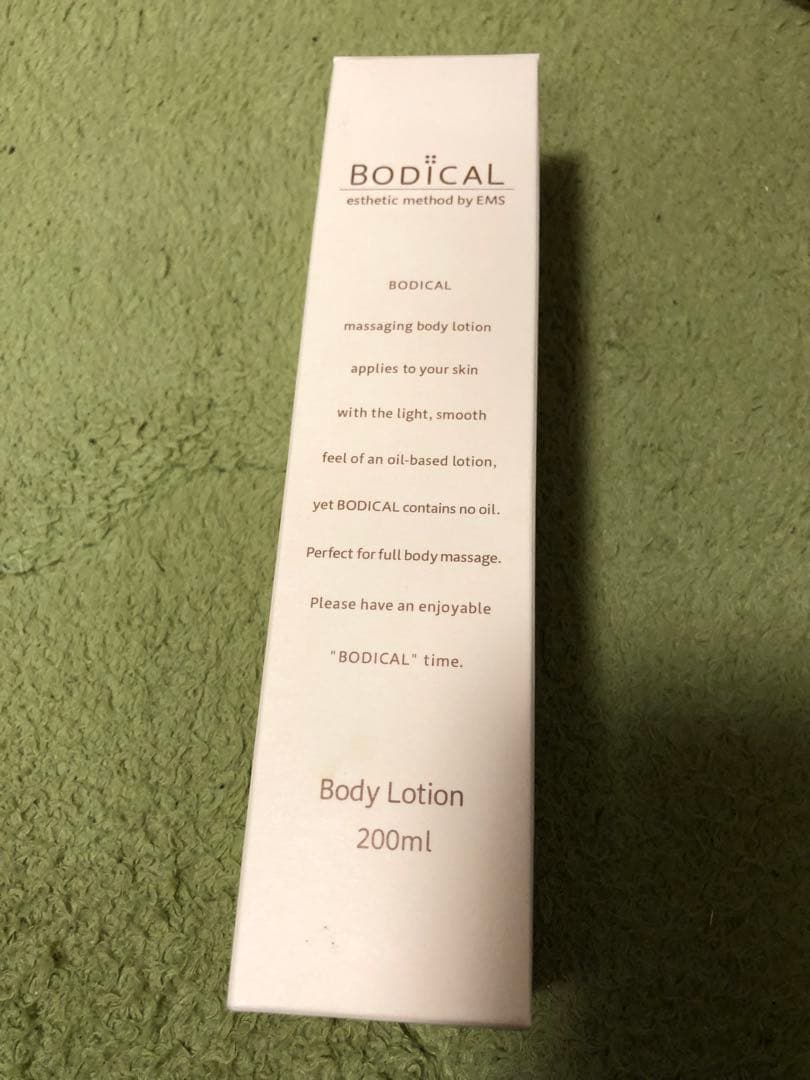 BODÏCAL
esthetic method by EMS
BODICAL
massaging body lotion
applies to your skin
with the light, smooth
feel of an oil-based lotion,
yet BODICAL contains no oil.
Perfect for full body massage.
Please have an enjoyable
"BODICAL" time.
Body Lotion
200ml